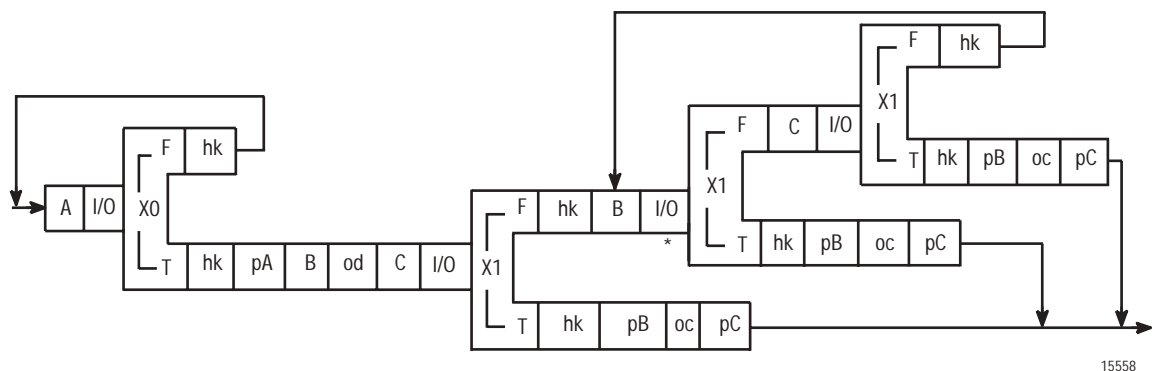 F hk
X1
T hk pB oc pC
F C I/O
X1
T hk pB oc pC
F hk
A I/O X0
T hk pA B od C I/O
F hk B I/O
*
X1
T hk pB oc pC
15558